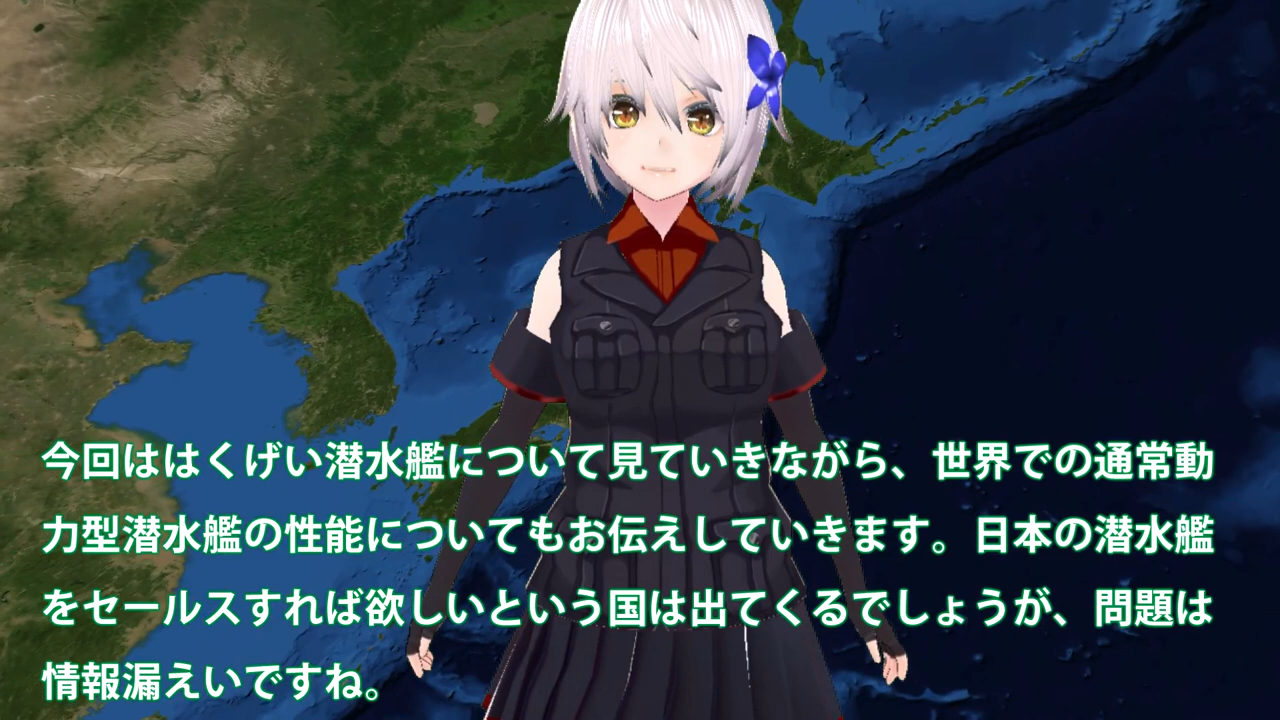 今回ははくげい潜水艦について見ていきながら、世界での通常動
力型潜水艦の性能についてもお伝えしていきます。日本の潜水艦
をセールスすれば欲しいという国は出てくるでしょうが、問題は
情報漏えいですね。